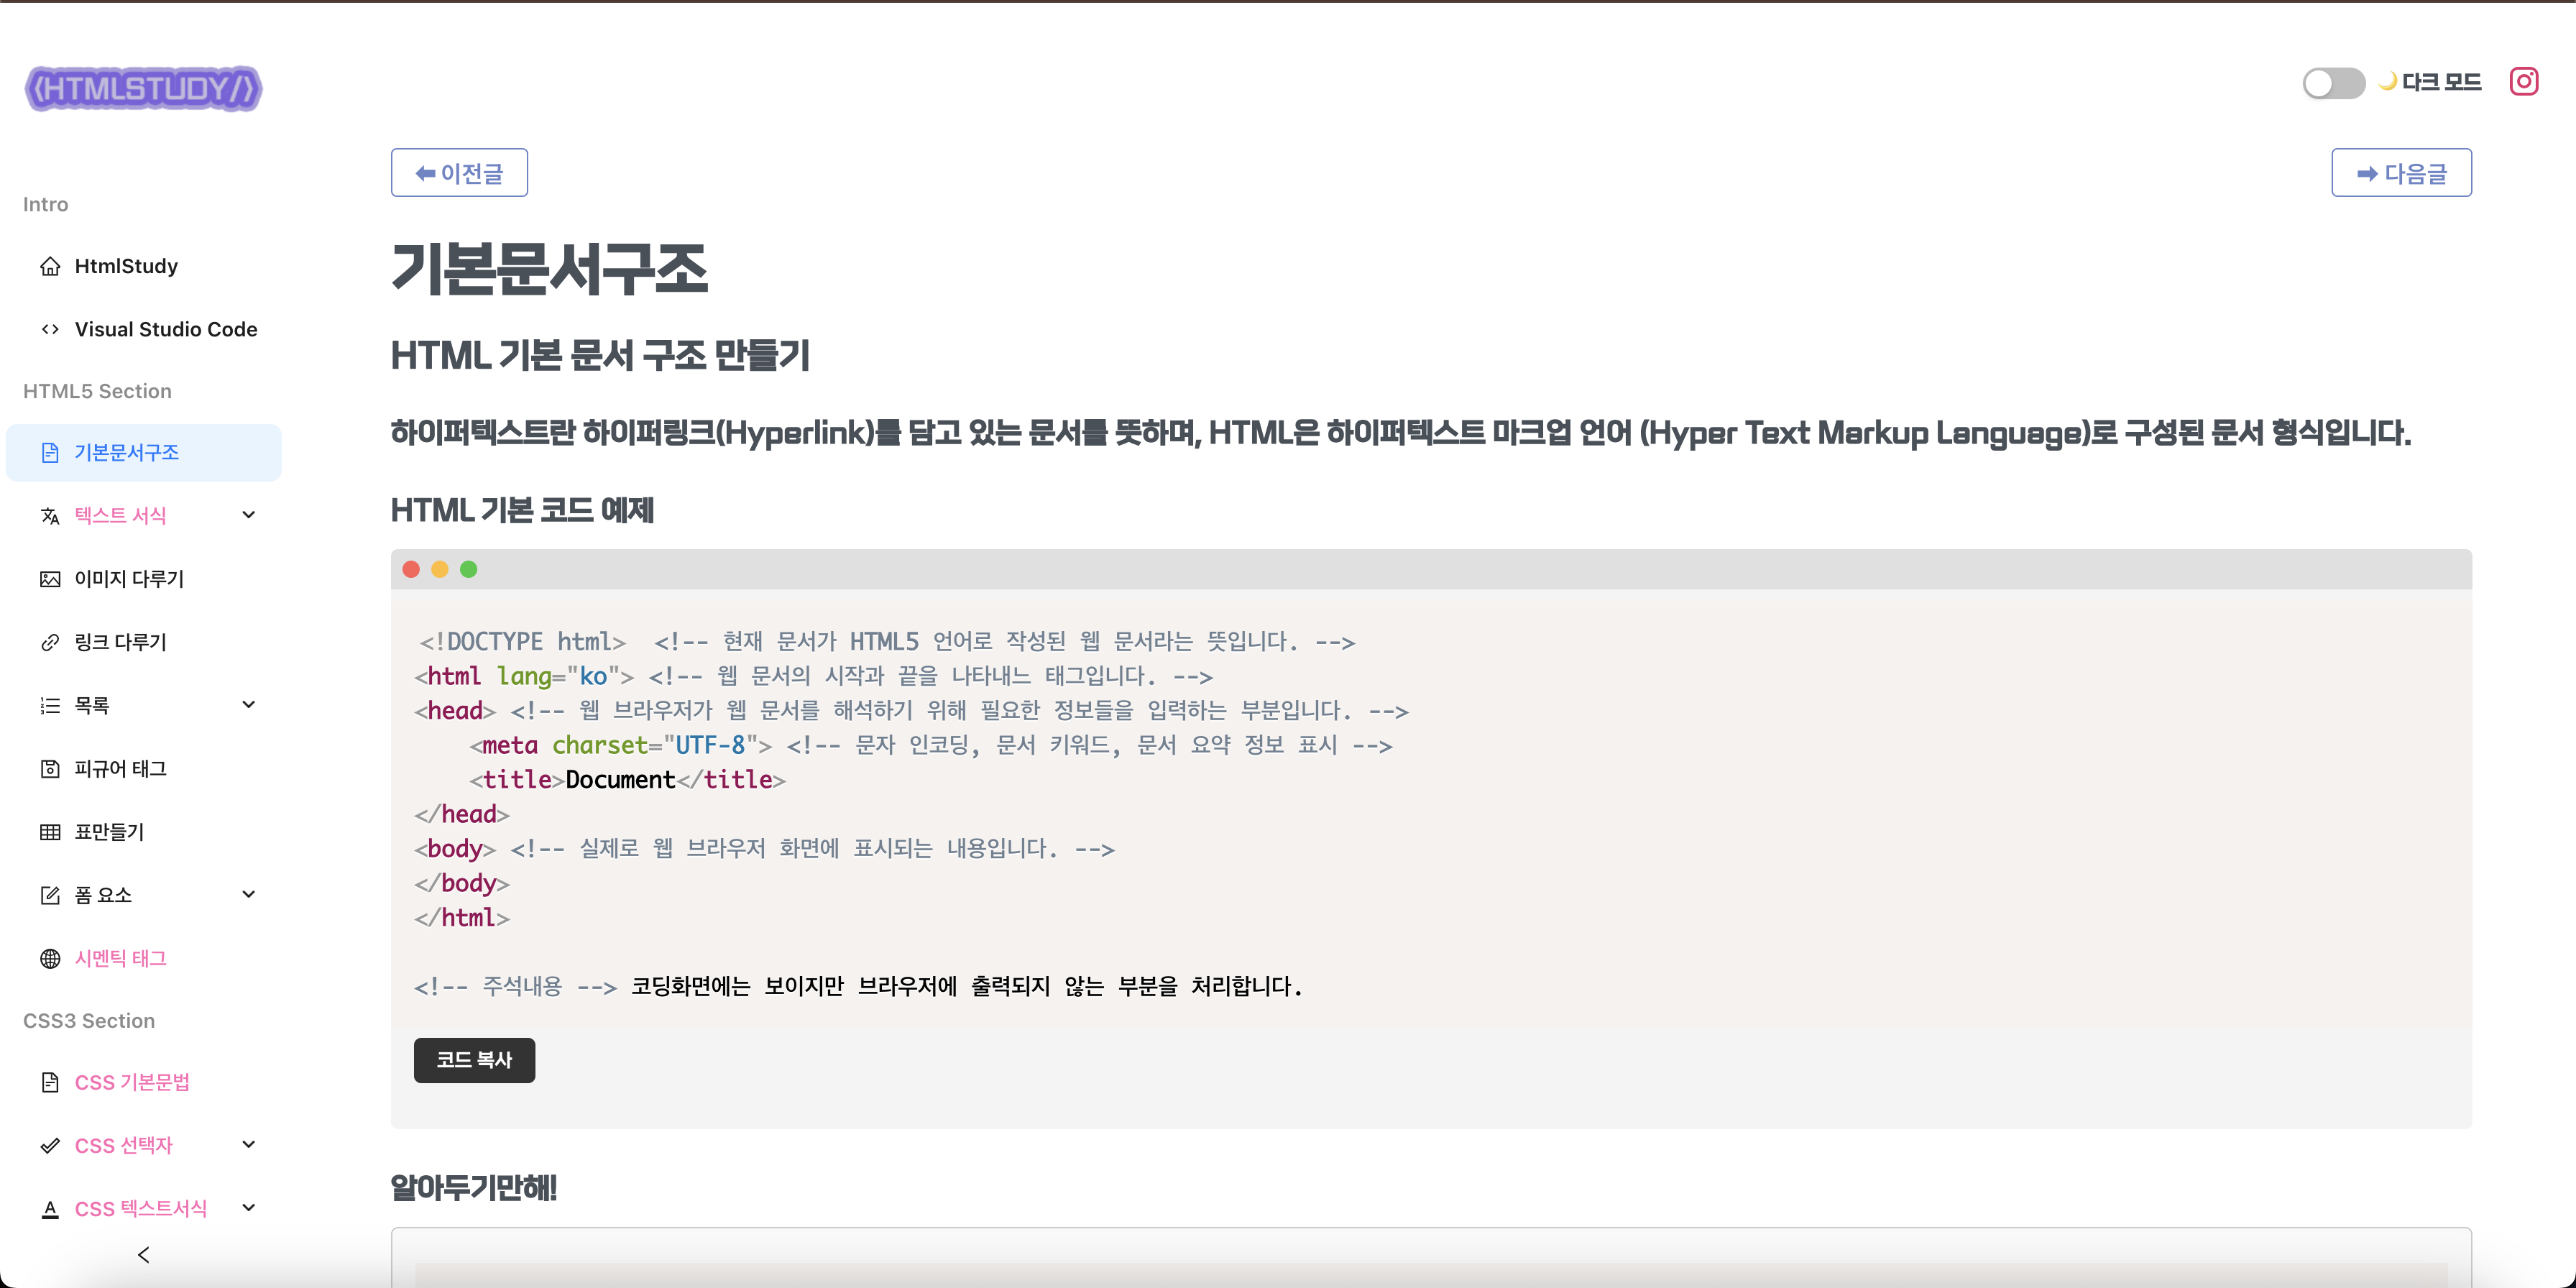 <HTMLSTUDY/>
🌙 다크 모드
Intro
HtmlStudy
Visual Studio Code
HTML5 Section
기본문서구조
텍스트 서식
이미지 다루기
링크 다루기
목록
피규어 태그
표만들기
폼 요소
시멘틱 태그
CSS3 Section
CSS 기본문법
CSS 선택자
CSS 텍스트서식
⬅ 이전글
➡ 다음글
기본문서구조
HTML 기본 문서 구조 만들기
하이퍼텍스트란 하이퍼링크(Hyperlink)를 담고 있는 문서를 뜻하며, HTML은 하이퍼텍스트 마크업 언어 (Hyper Text Markup Language)로 구성된 문서 형식입니다.
HTML 기본 코드 예제
<!DOCTYPE html>  <!-- 현재 문서가 HTML5 언어로 작성된 웹 문서라는 뜻입니다. -->
<html lang="ko"> <!-- 웹 문서의 시작과 끝을 나타내느 태그입니다. -->
<head> <!-- 웹 브라우저가 웹 문서를 해석하기 위해 필요한 정보들을 입력하는 부분입니다. -->
    <meta charset="UTF-8"> <!-- 문자 인코딩, 문서 키워드, 문서 요약 정보 표시 -->
    <title>Document</title>
</head>
<body> <!-- 실제로 웹 브라우저 화면에 표시되는 내용입니다. -->
</body>
</html>
<!-- 주석내용 --> 코딩화면에는 보이지만 브라우저에 출력되지 않는 부분을 처리합니다.
코드 복사
알아두기만해!